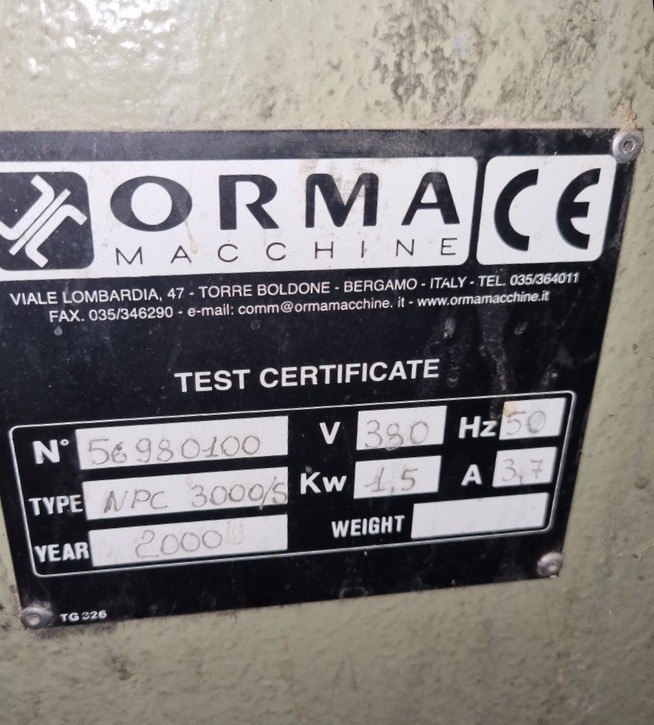 ORMA CE
MACCHINE
VIALE LOMBARDIA, 47 - TORRE BOLDONE - BERGAMO - ITALY - TEL. 035/364011
FAX. 035/346290 - e-mail: comm@ormamacchine. it - www.ormamacchine.it
TEST CERTIFICATE
N° 56980100 V 380 Hz 50
TYPE NPC 3000/S Kw 1,5 A 3,7
YEAR 2000 WEIGHT
TG 326